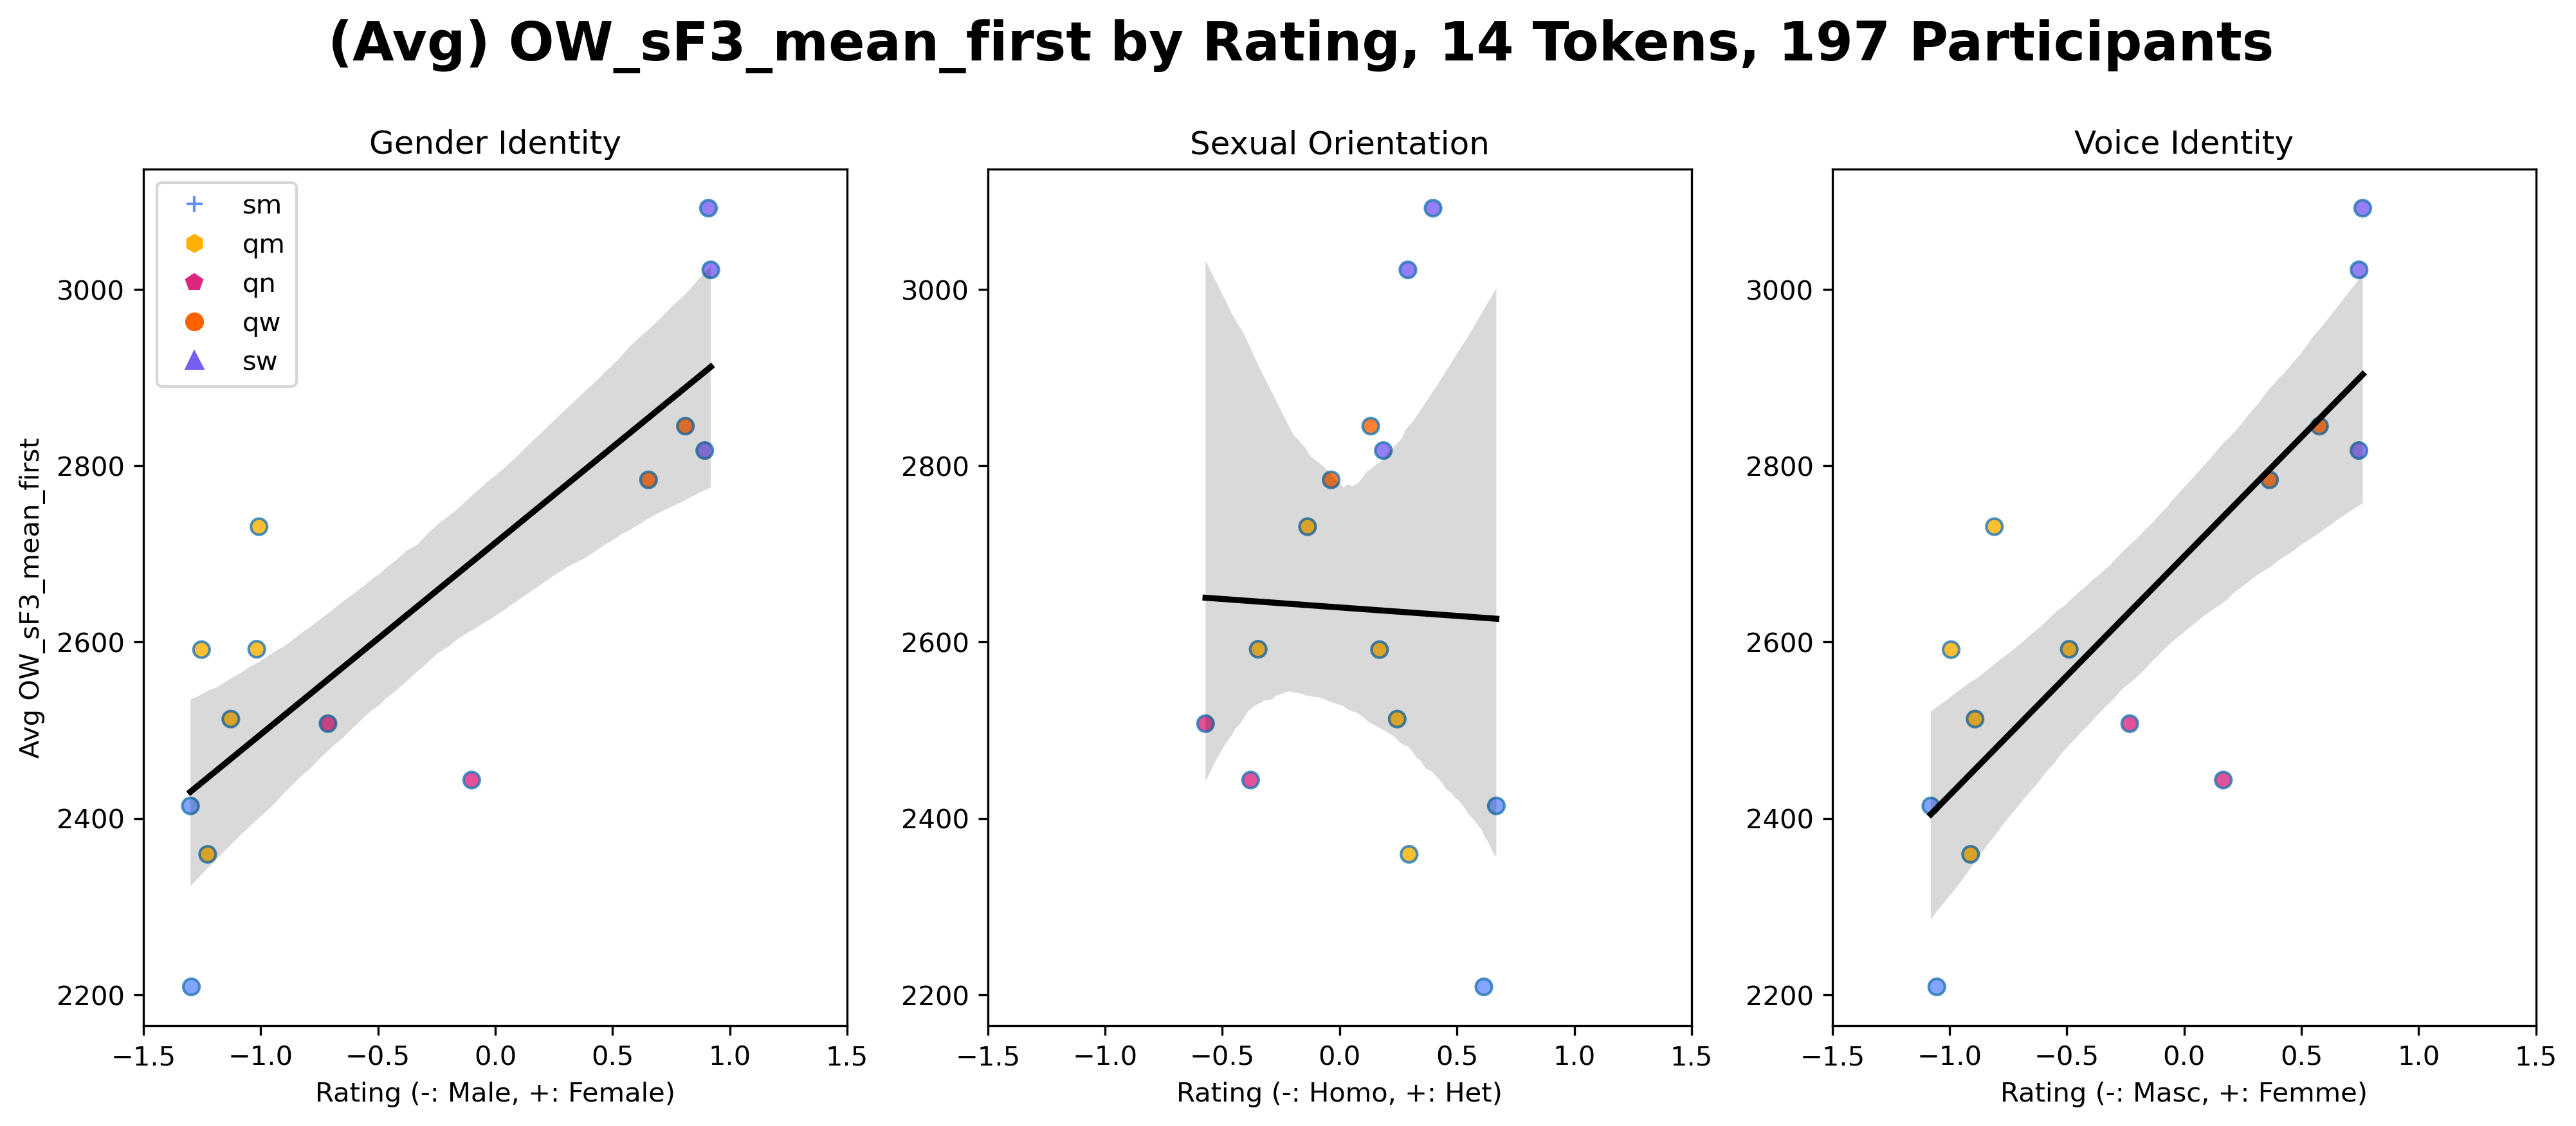 (Avg) OW_sF3_mean_first by Rating, 14 Tokens, 197 Participants
Gender Identity
Sexual Orientation
Voice Identity
sm
qm
qn
qw
sw
Avg OW_sF3_mean_first
3000
2800
2600
2400
2200
−1.5 −1.0 −0.5 0.0 0.5 1.0 1.5
Rating (-: Male, +: Female)
3000
2800
2600
2400
2200
−1.5 −1.0 −0.5 0.0 0.5 1.0 1.5
Rating (-: Homo, +: Het)
3000
2800
2600
2400
2200
−1.5 −1.0 −0.5 0.0 0.5 1.0 1.5
Rating (-: Masc, +: Femme)